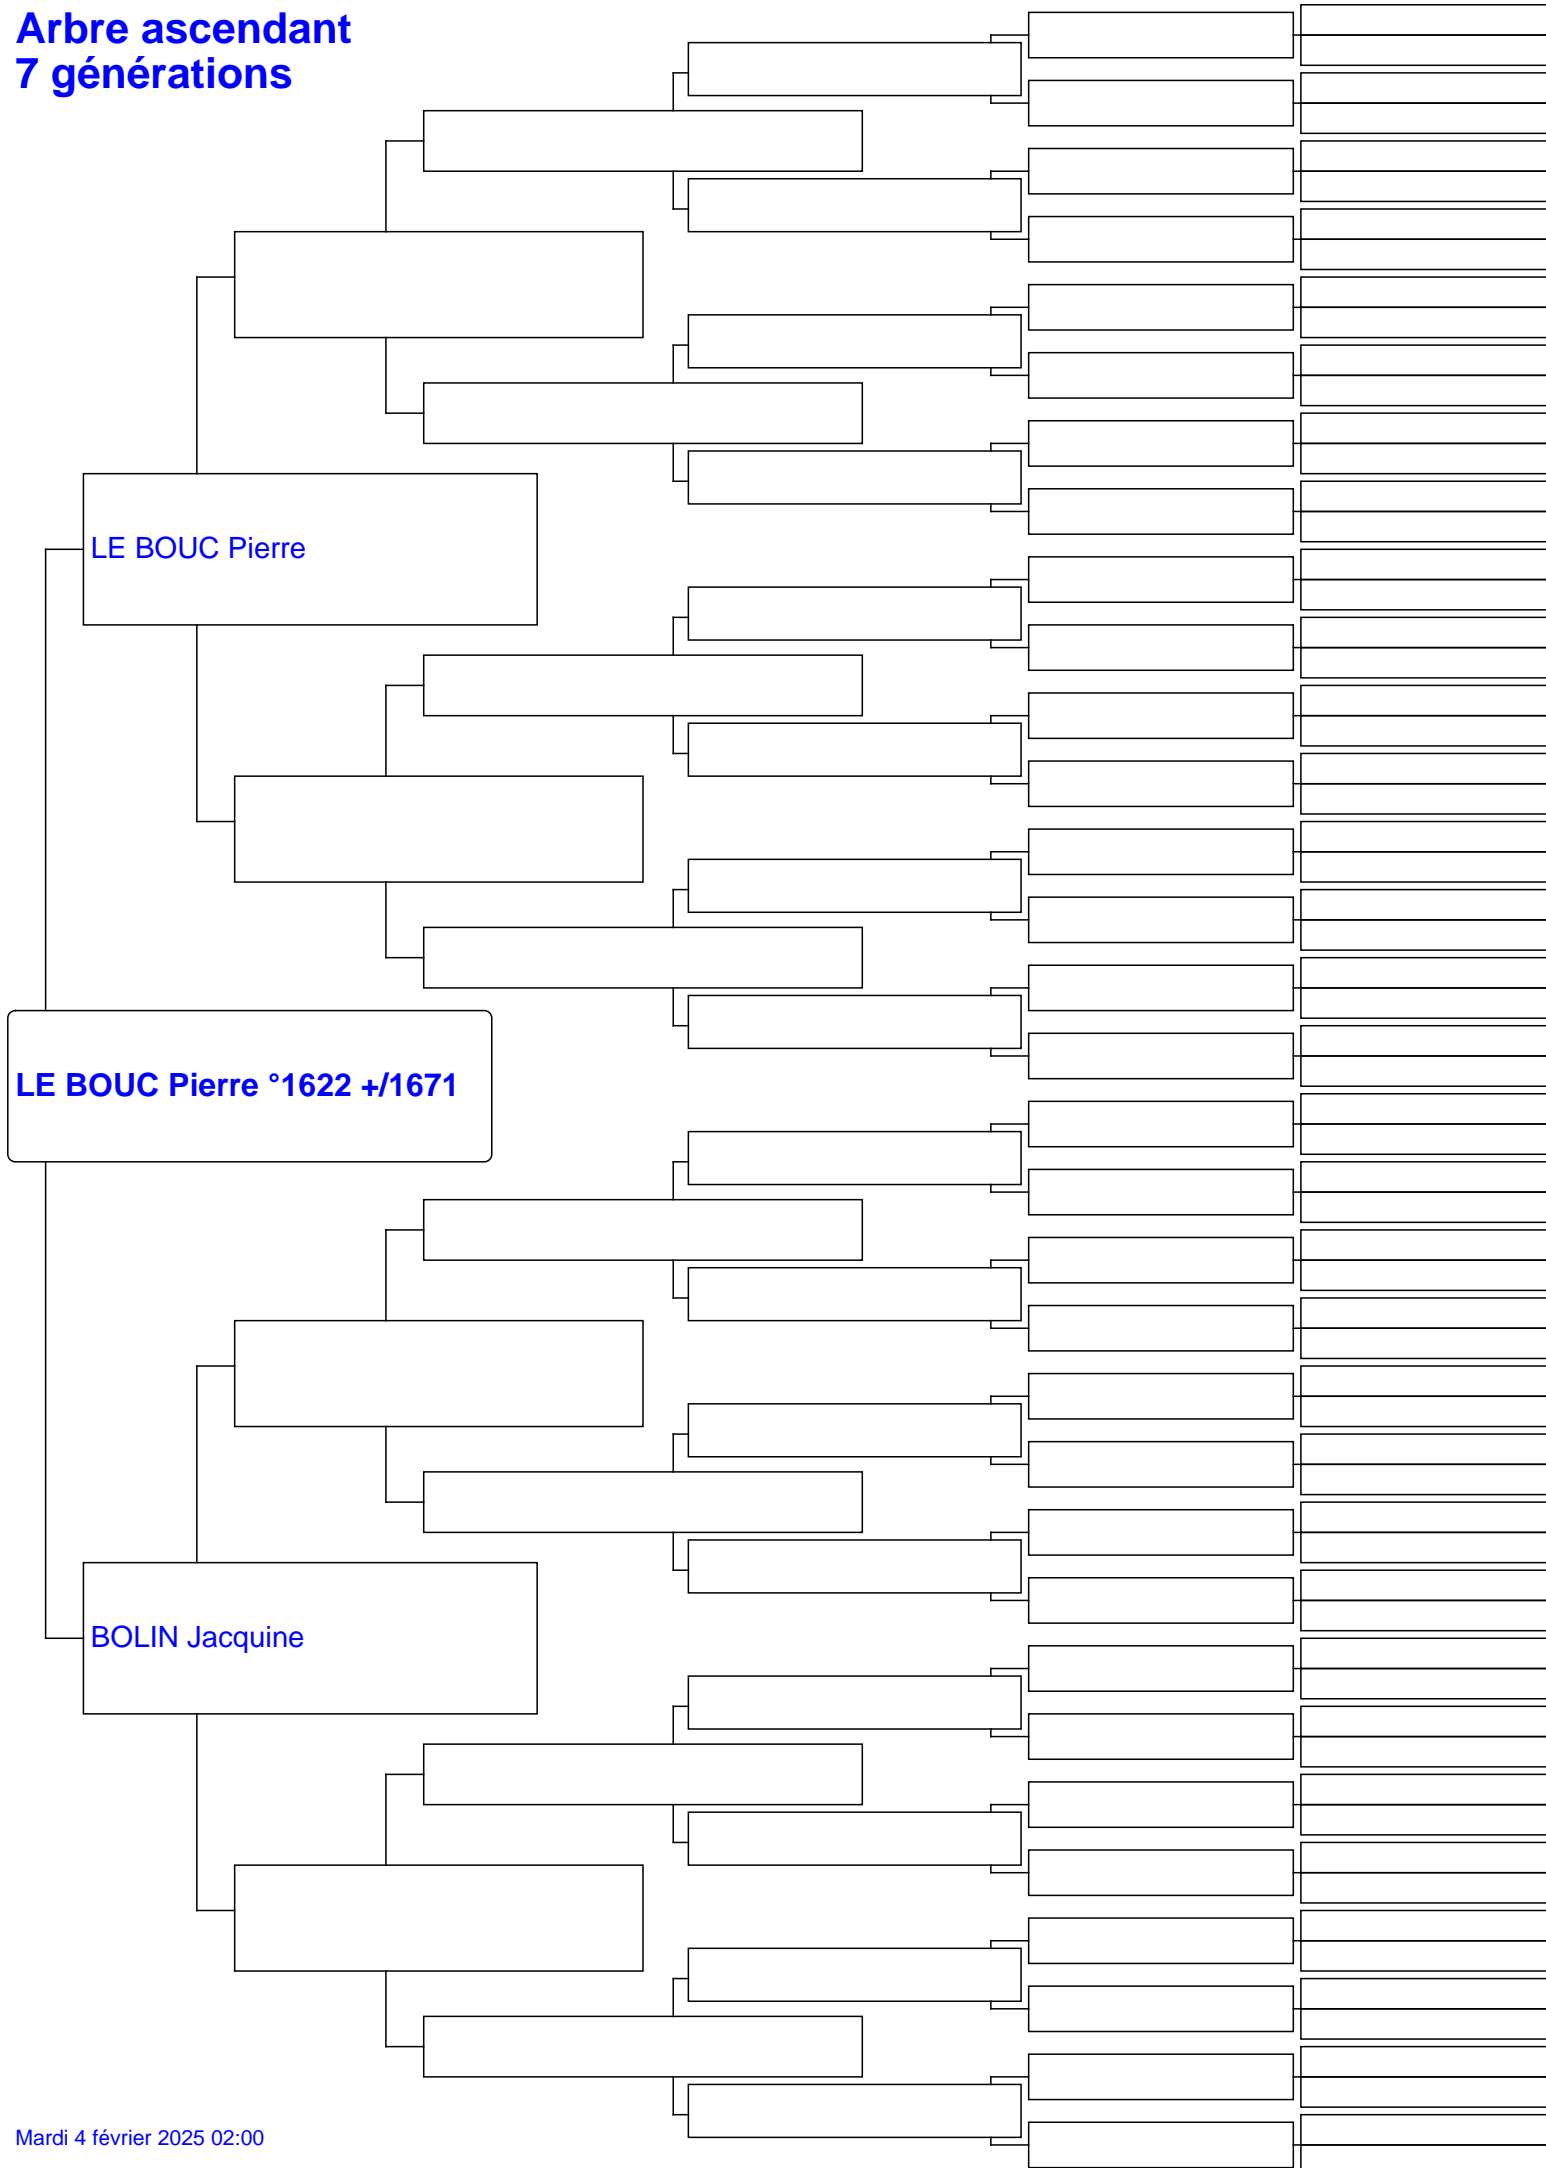 Arbre ascendant
7 générations
LE BOUC Pierre
LE BOUC Pierre °1622 +/1671
BOLIN Jacquine
Mardi 4 février 2025 02:00